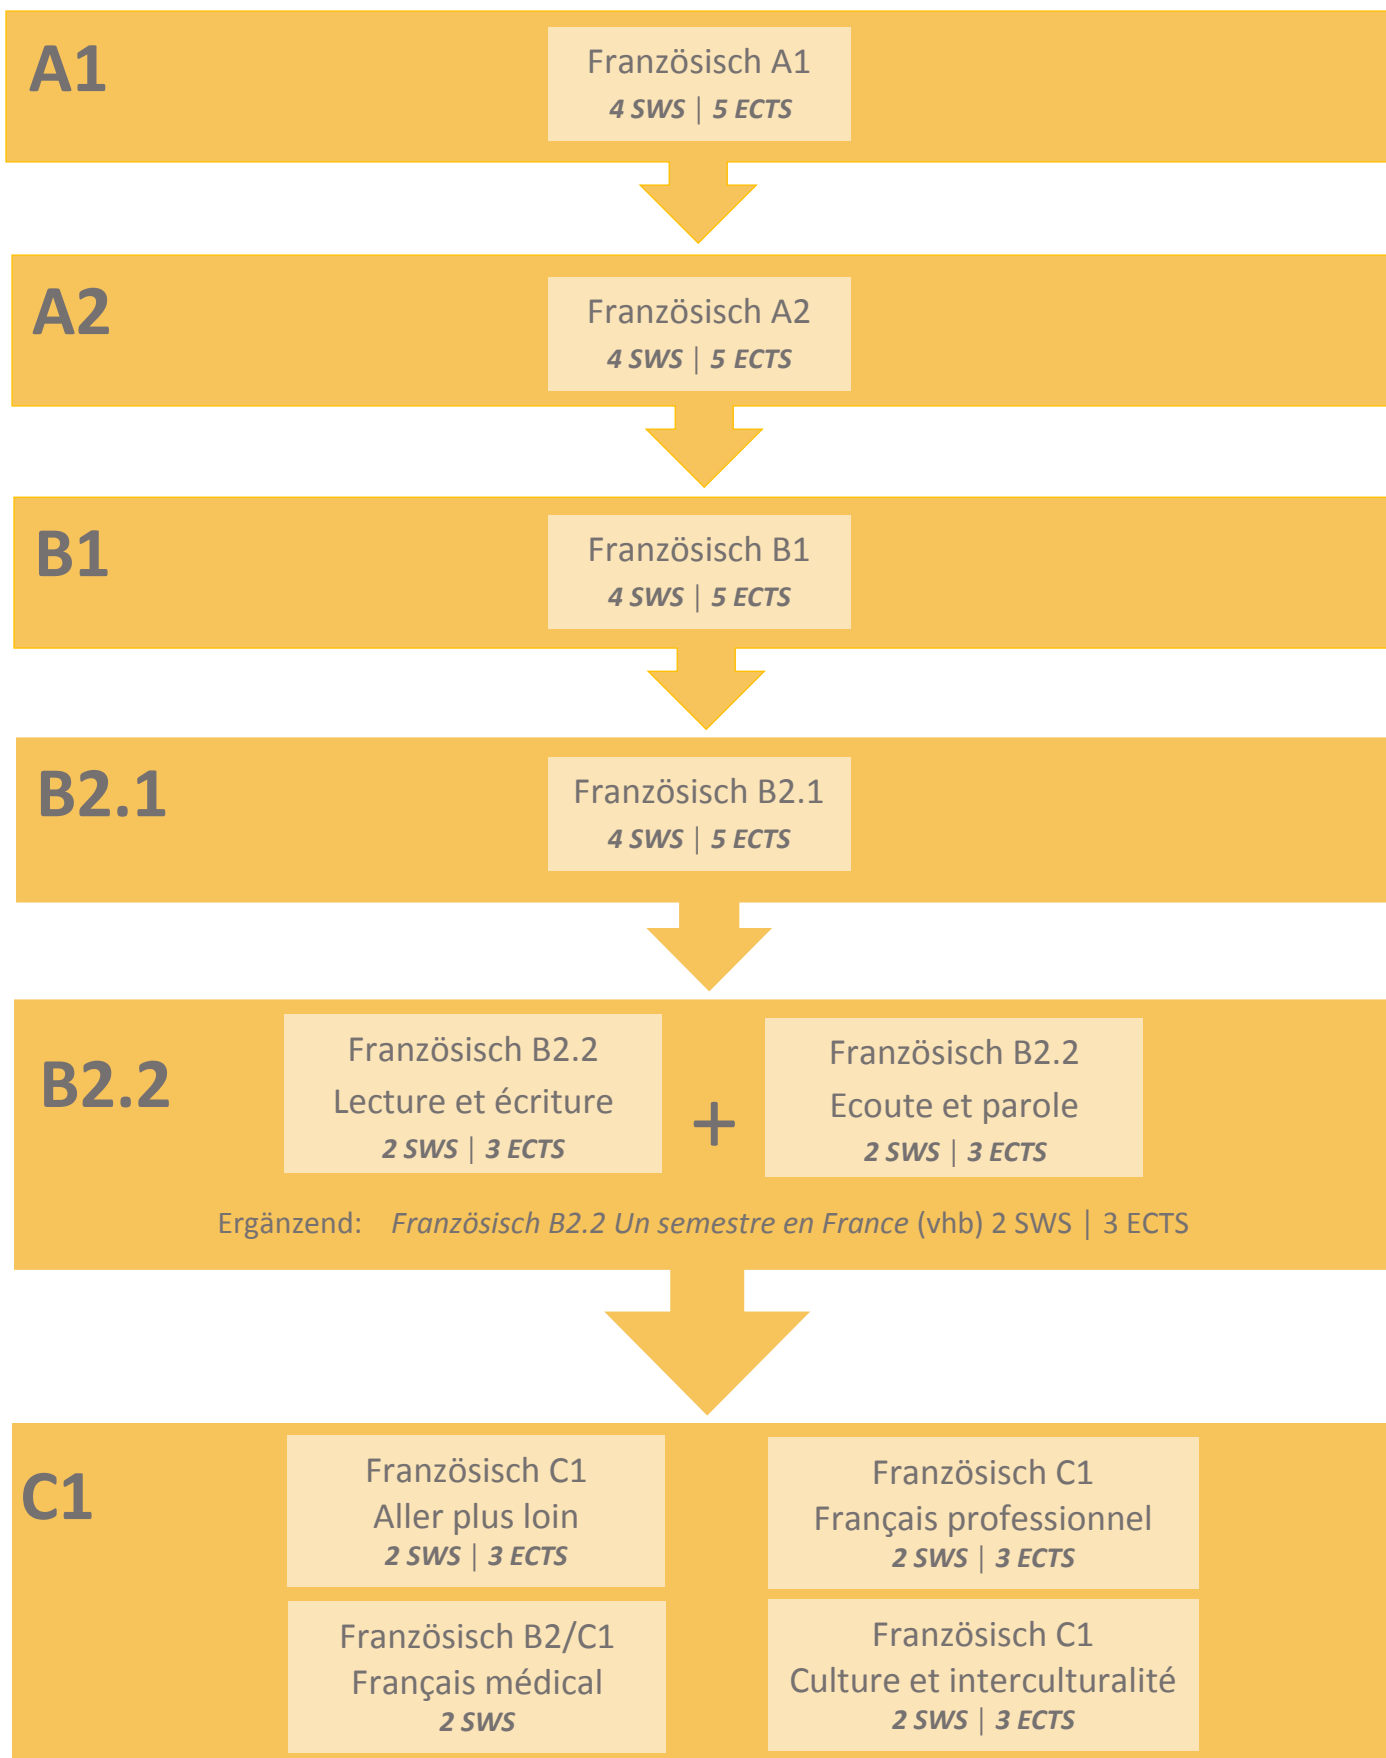 A1
Französisch A1
4 SWS | 5 ECTS
A2
Französisch A2
4 SWS | 5 ECTS
B1
Französisch B1
4 SWS | 5 ECTS
B2.1
Französisch B2.1
4 SWS | 5 ECTS
B2.2
Französisch B2.2
Lecture et écriture
2 SWS | 3 ECTS
+
Französisch B2.2
Ecoute et parole
2 SWS | 3 ECTS
Ergänzend: Französisch B2.2 Un semestre en France (vhb) 2 SWS | 3 ECTS
C1
Französisch C1
Aller plus loin
2 SWS | 3 ECTS
Französisch C1
Français professionnel
2 SWS | 3 ECTS
Französisch B2/C1
Français médical
2 SWS
Französisch C1
Culture et interculturalité
2 SWS | 3 ECTS